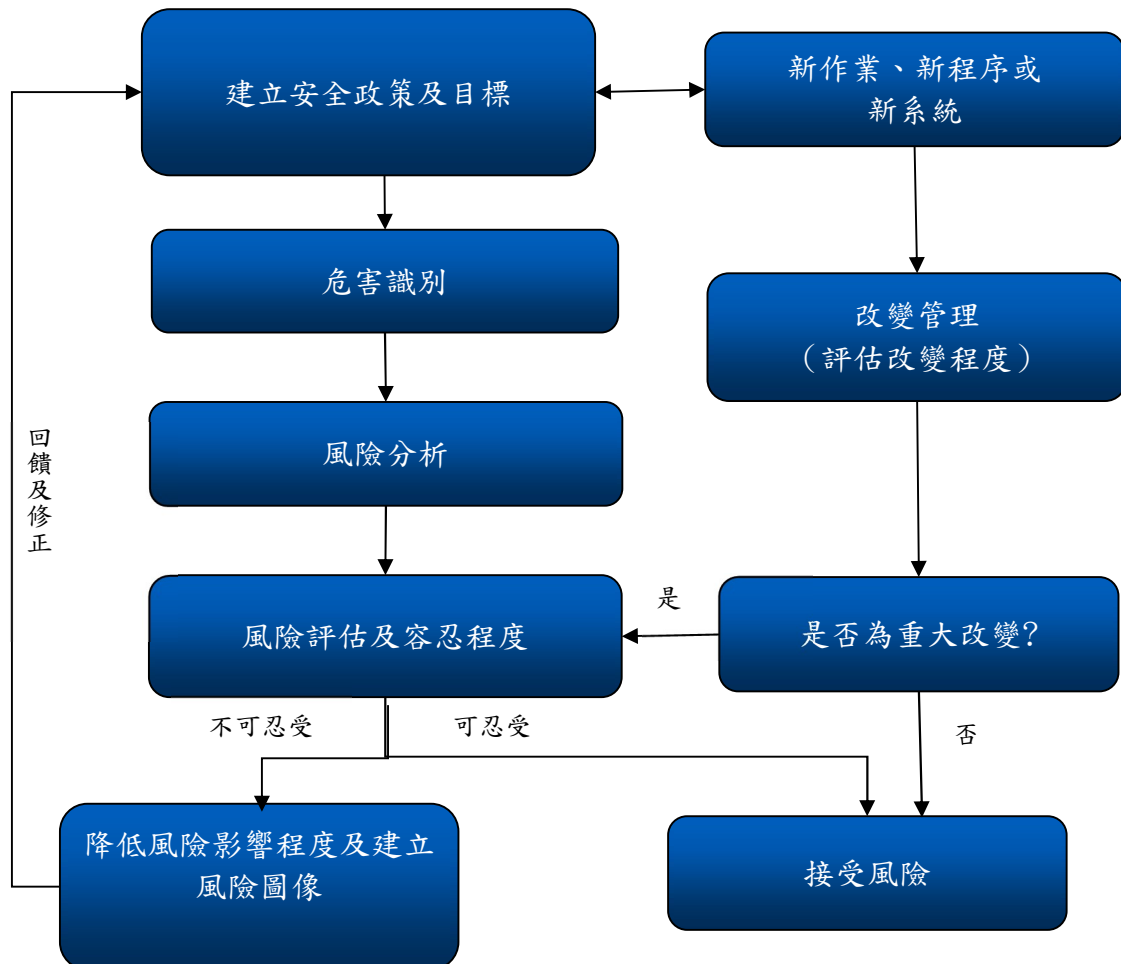 建立安全政策及目標
新作業、新程序或
新系統
危害識別
改變管理
（評估改變程度）
風險分析
回饋及修正
風險評估及容忍程度
是
是否為重大改變?
不可忍受
可忍受
否
降低風險影響程度及建立
風險圖像
接受風險